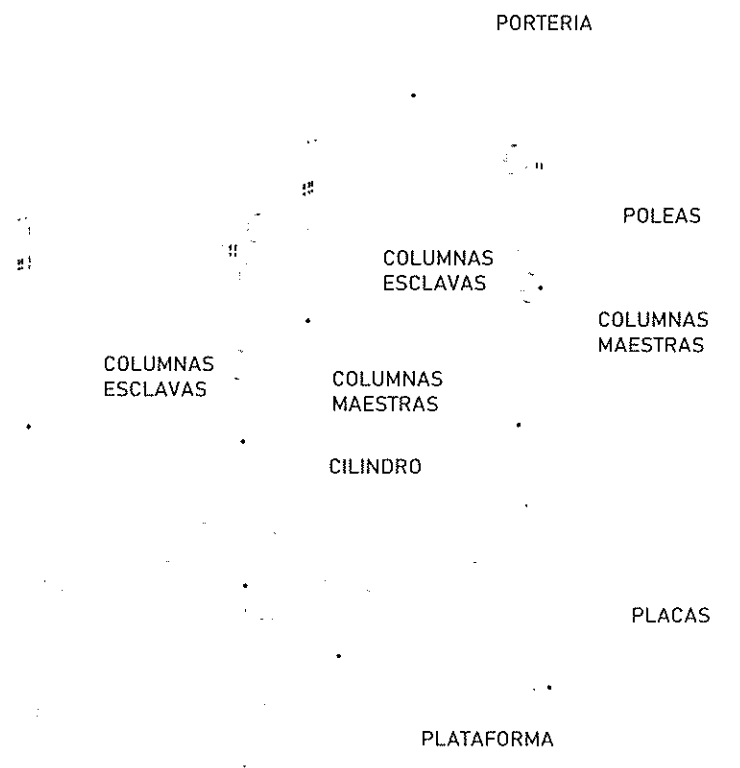 PORTERIA
POLEAS
COLUMNAS
ESCLAVAS
COLUMNAS
MAESTRAS
COLUMNAS
ESCLAVAS
COLUMNAS
MAESTRAS
CILINDRO
PLACAS
PLATAFORMA